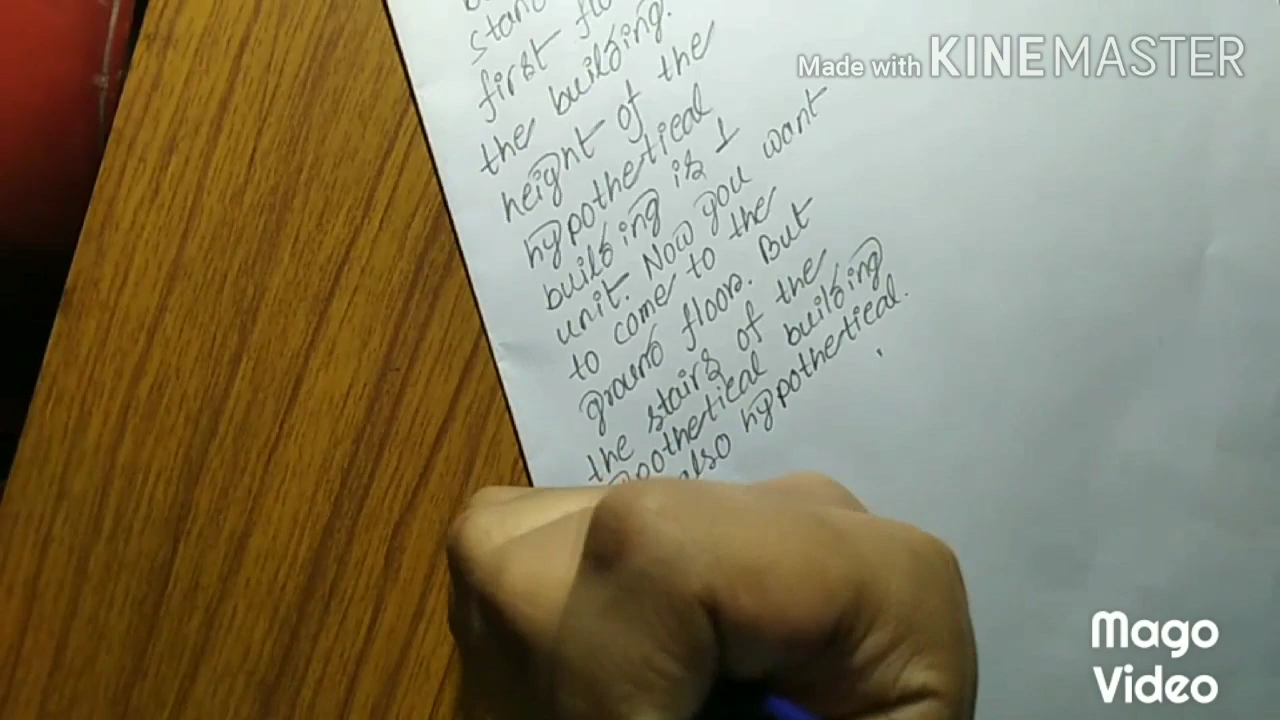 stand
first flo
the building.
height of the
hypothetical
building is 1
unit. Now you want
to come to the
ground floor. But
the stairs of the
hypothetical building
also hypothetical.
Made with KINEMASTER
Mago
Video